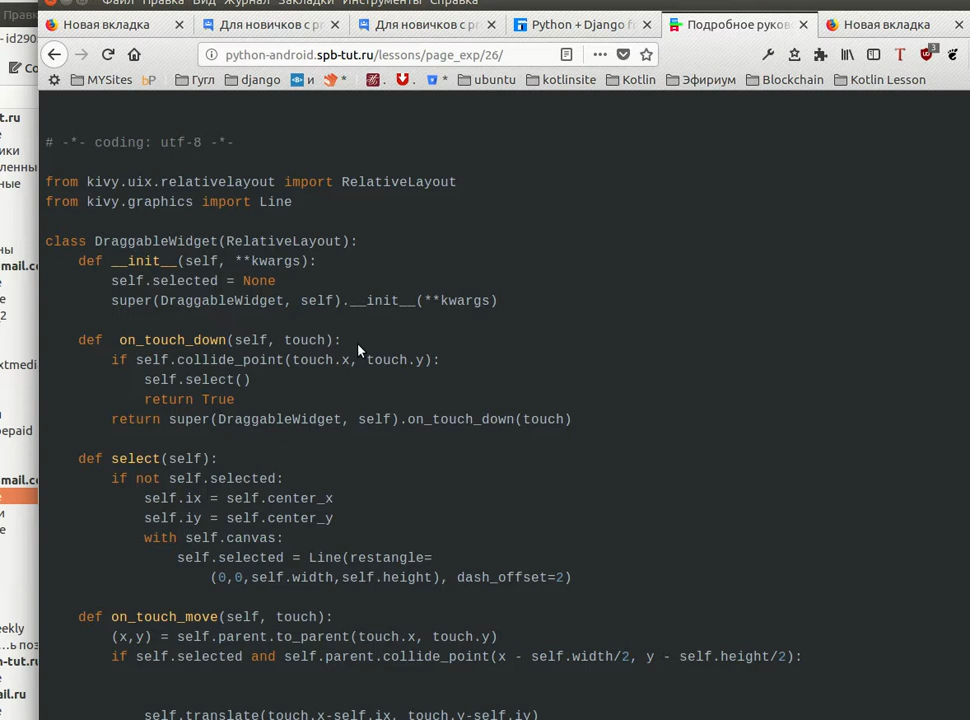 Файл Правка Вид Журнал Закладки Инструменты Справка
Новая вкладка
Для новичков с pr
Для новичков с pr
Python + Django fr
Подробное руков
Новая вкладка
python-android.spb-tut.ru/lessons/page_exp/26/
3
MYSites
bP
Гугл
django
и
*
.
.
*
ubuntu
kotlinsite
Kotlin
Эфириум
Blockchain
Kotlin Lesson
# -*- coding: utf-8 -*-
from kivy.uix.relativelayout import RelativeLayout
from kivy.graphics import Line
class DraggableWidget(RelativeLayout):
def __init__(self, **kwargs):
self.selected = None
super(DraggableWidget, self).__init__(**kwargs)
def  on_touch_down(self, touch):
if self.collide_point(touch.x, touch.y):
self.select()
return True
return super(DraggableWidget, self).on_touch_down(touch)
def select(self):
if not self.selected:
self.ix = self.center_x
self.iy = self.center_y
with self.canvas:
self.selected = Line(restangle=
(0,0,self.width,self.height), dash_offset=2)
def on_touch_move(self, touch):
(x,y) = self.parent.to_parent(touch.x, touch.y)
if self.selected and self.parent.collide_point(x - self.width/2, y - self.height/2):
self.translate(touch.x-self.ix, touch.y-self.iy)